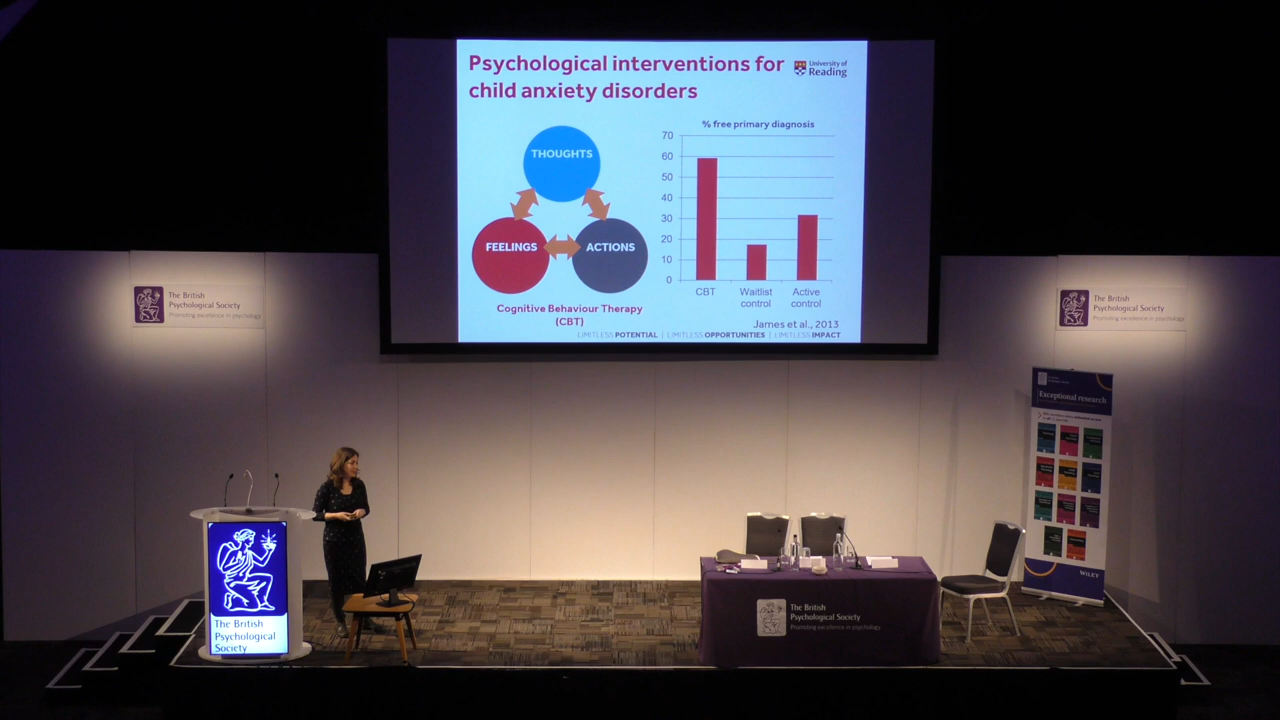 Psychological interventions for
child anxiety disorders
University of
Reading
THOUGHTS
FEELINGS
ACTIONS
Cognitive Behaviour Therapy
(CBT)
% free primary diagnosis
70
60
50
40
30
20
10
0
CBT
Waitlist
control
Active
control
James et al., 2013
LIMITLESS POTENTIAL | LIMITLESS OPPORTUNITIES | LIMITLESS IMPACT
The British
Psychological Society
Promoting excellence in psychology
The British
Psychological Society
Promoting excellence in psychology
Exceptional research
WILEY
The British
Psychological
Society
The British
Psychological Society
Promoting excellence in psychology